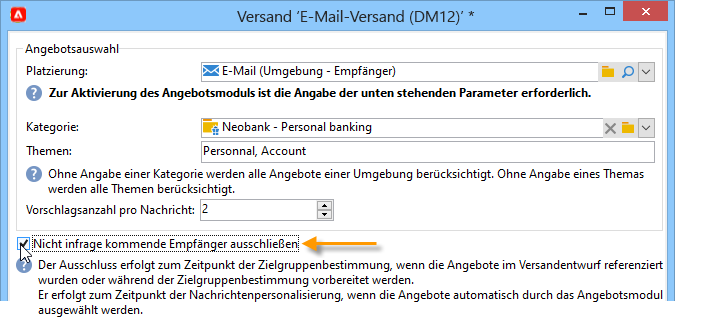 Versand 'E-Mail-Versand (DM12)' *
Angebotsauswahl
Platzierung: E-Mail (Umgebung - Empfänger)
Zur Aktivierung des Angebotsmoduls ist die Angabe der unten stehenden Parameter erforderlich.
Kategorie: Neobank - Personal banking
Themen: Personnal, Account
Ohne Angabe einer Kategorie werden alle Angebote einer Umgebung berücksichtigt. Ohne Angabe eines Themas
werden alle Themen berücksichtigt.
Vorschlagsanzahl pro Nachricht: 2
Nicht infrage kommende Empfänger ausschließen
Der Ausschluss erfolgt zum Zeitpunkt der Zielgruppenbestimmung, wenn die Angebote im Versandentwurf referenziert
wurden oder während der Zielgruppenbestimmung vorbereitet werden.
Er erfolgt zum Zeitpunkt der Nachrichtenpersonalisierung, wenn die Angebote automatisch durch das Angebotsmodul
ausgewählt werden.